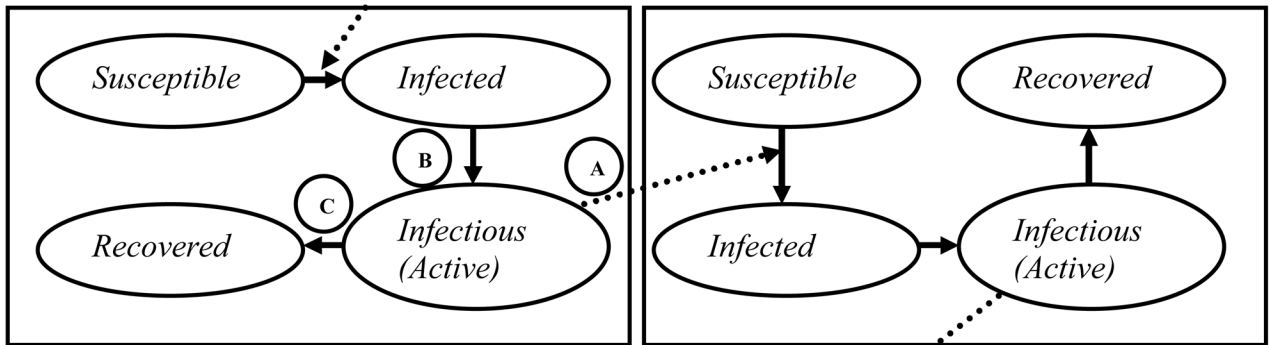 Susceptible
Infected
B
A
C
Recovered
Infectious
(Active)
Susceptible
Recovered
Infected
Infectious
(Active)